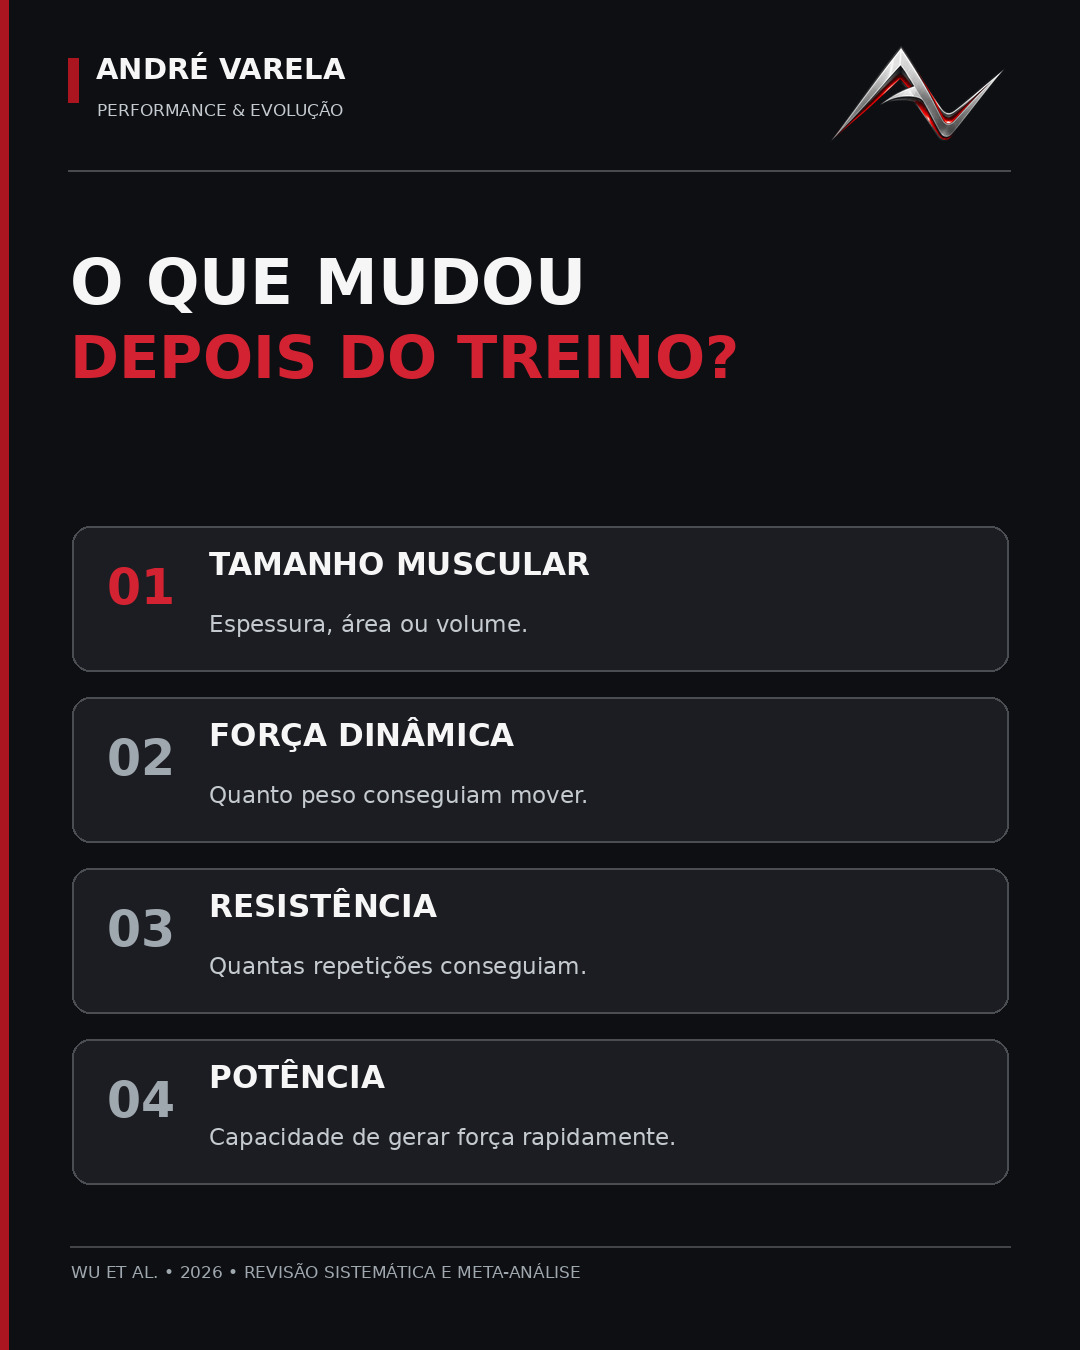 ANDRÉ VARELA
PERFORMANCE & EVOLUÇÃO
O QUE MUDOU
DEPOIS DO TREINO?
01
TAMANHO MUSCULAR
Espessura, área ou volume.
02
FORÇA DINÂMICA
Quanto peso conseguiam mover.
03
RESISTÊNCIA
Quantas repetições conseguiam.
04
POTÊNCIA
Capacidade de gerar força rapidamente.
WU ET AL. • 2026 • REVISÃO SISTEMÁTICA E META-ANÁLISE